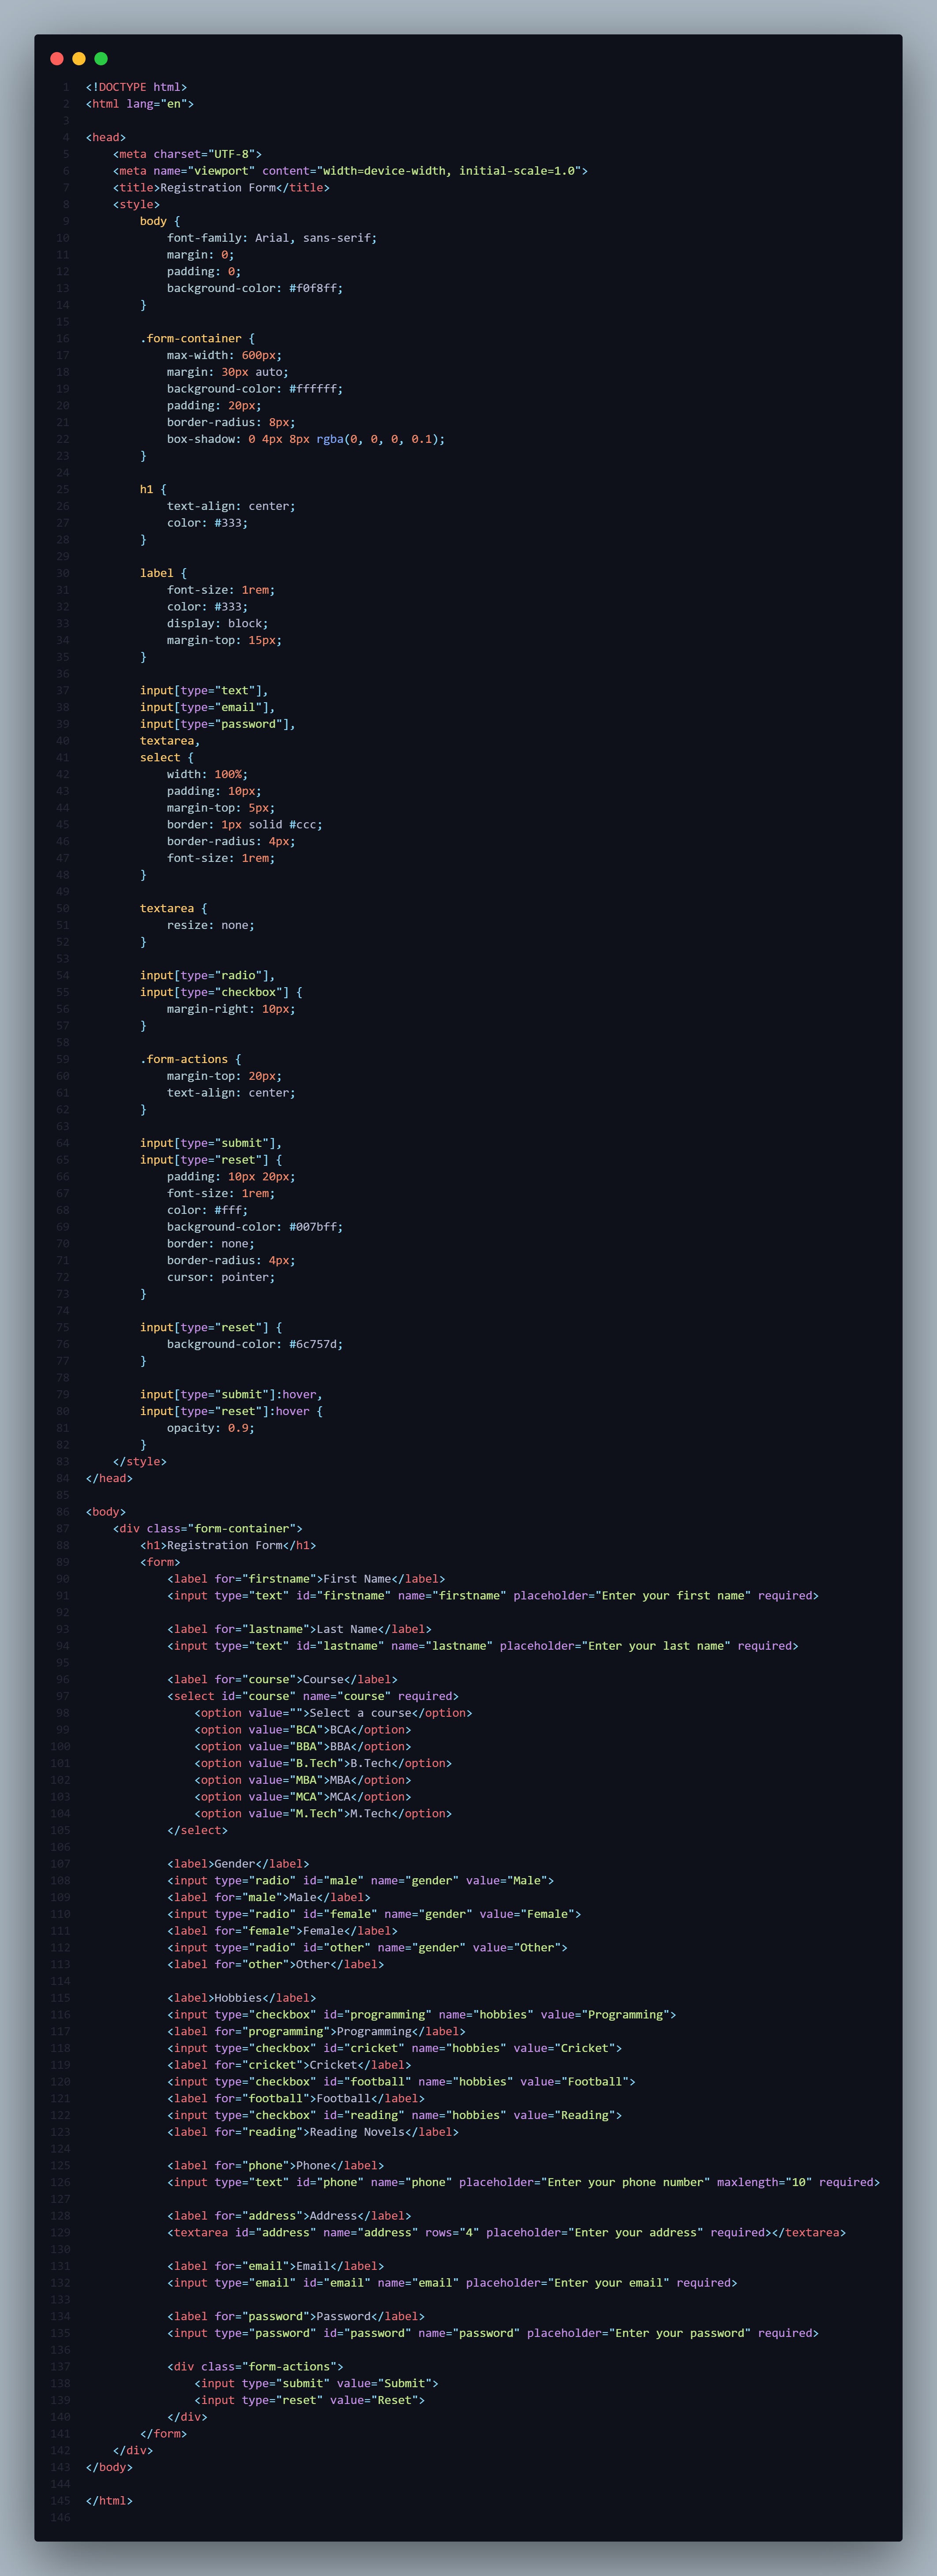 1 <!DOCTYPE html>
2 <html lang="en">
3
4 <head>
5     <meta charset="UTF-8">
6     <meta name="viewport" content="width=device-width, initial-scale=1.0">
7     <title>Registration Form</title>
8     <style>
9         body {
10             font-family: Arial, sans-serif;
11             margin: 0;
12             padding: 0;
13             background-color: #f0f8ff;
14         }
15
16         .form-container {
17             max-width: 600px;
18             margin: 30px auto;
19             background-color: #ffffff;
20             padding: 20px;
21             border-radius: 8px;
22             box-shadow: 0 4px 8px rgba(0, 0, 0, 0.1);
23         }
24
25         h1 {
26             text-align: center;
27             color: #333;
28         }
29
30         label {
31             font-size: 1rem;
32             color: #333;
33             display: block;
34             margin-top: 15px;
35         }
36
37         input[type="text"],
38         input[type="email"],
39         input[type="password"],
40         textarea,
41         select {
42             width: 100%;
43             padding: 10px;
44             margin-top: 5px;
45             border: 1px solid #ccc;
46             border-radius: 4px;
47             font-size: 1rem;
48         }
49
50         textarea {
51             resize: none;
52         }
53
54         input[type="radio"],
55         input[type="checkbox"] {
56             margin-right: 10px;
57         }
58
59         .form-actions {
60             margin-top: 20px;
61             text-align: center;
62         }
63
64         input[type="submit"],
65         input[type="reset"] {
66             padding: 10px 20px;
67             font-size: 1rem;
68             color: #fff;
69             background-color: #007bff;
70             border: none;
71             border-radius: 4px;
72             cursor: pointer;
73         }
74
75         input[type="reset"] {
76             background-color: #6c757d;
77         }
78
79         input[type="submit"]:hover,
80         input[type="reset"]:hover {
81             opacity: 0.9;
82         }
83     </style>
84 </head>
85
86 <body>
87     <div class="form-container">
88         <h1>Registration Form</h1>
89         <form>
90             <label for="firstname">First Name</label>
91             <input type="text" id="firstname" name="firstname" placeholder="Enter your first name" required>
92
93             <label for="lastname">Last Name</label>
94             <input type="text" id="lastname" name="lastname" placeholder="Enter your last name" required>
95
96             <label for="course">Course</label>
97             <select id="course" name="course" required>
98                 <option value="">Select a course</option>
99                 <option value="BCA">BCA</option>
100                 <option value="BBA">BBA</option>
101                 <option value="B.Tech">B.Tech</option>
102                 <option value="MBA">MBA</option>
103                 <option value="MCA">MCA</option>
104                 <option value="M.Tech">M.Tech</option>
105             </select>
106
107             <label>Gender</label>
108             <input type="radio" id="male" name="gender" value="Male">
109             <label for="male">Male</label>
110             <input type="radio" id="female" name="gender" value="Female">
111             <label for="female">Female</label>
112             <input type="radio" id="other" name="gender" value="Other">
113             <label for="other">Other</label>
114
115             <label>Hobbies</label>
116             <input type="checkbox" id="programming" name="hobbies" value="Programming">
117             <label for="programming">Programming</label>
118             <input type="checkbox" id="cricket" name="hobbies" value="Cricket">
119             <label for="cricket">Cricket</label>
120             <input type="checkbox" id="football" name="hobbies" value="Football">
121             <label for="football">Football</label>
122             <input type="checkbox" id="reading" name="hobbies" value="Reading">
123             <label for="reading">Reading Novels</label>
124
125             <label for="phone">Phone</label>
126             <input type="text" id="phone" name="phone" placeholder="Enter your phone number" maxlength="10" required>
127
128             <label for="address">Address</label>
129             <textarea id="address" name="address" rows="4" placeholder="Enter your address" required></textarea>
130
131             <label for="email">Email</label>
132             <input type="email" id="email" name="email" placeholder="Enter your email" required>
133
134             <label for="password">Password</label>
135             <input type="password" id="password" name="password" placeholder="Enter your password" required>
136
137             <div class="form-actions">
138                 <input type="submit" value="Submit">
139                 <input type="reset" value="Reset">
140             </div>
141         </form>
142     </div>
143 </body>
144
145 </html>
146